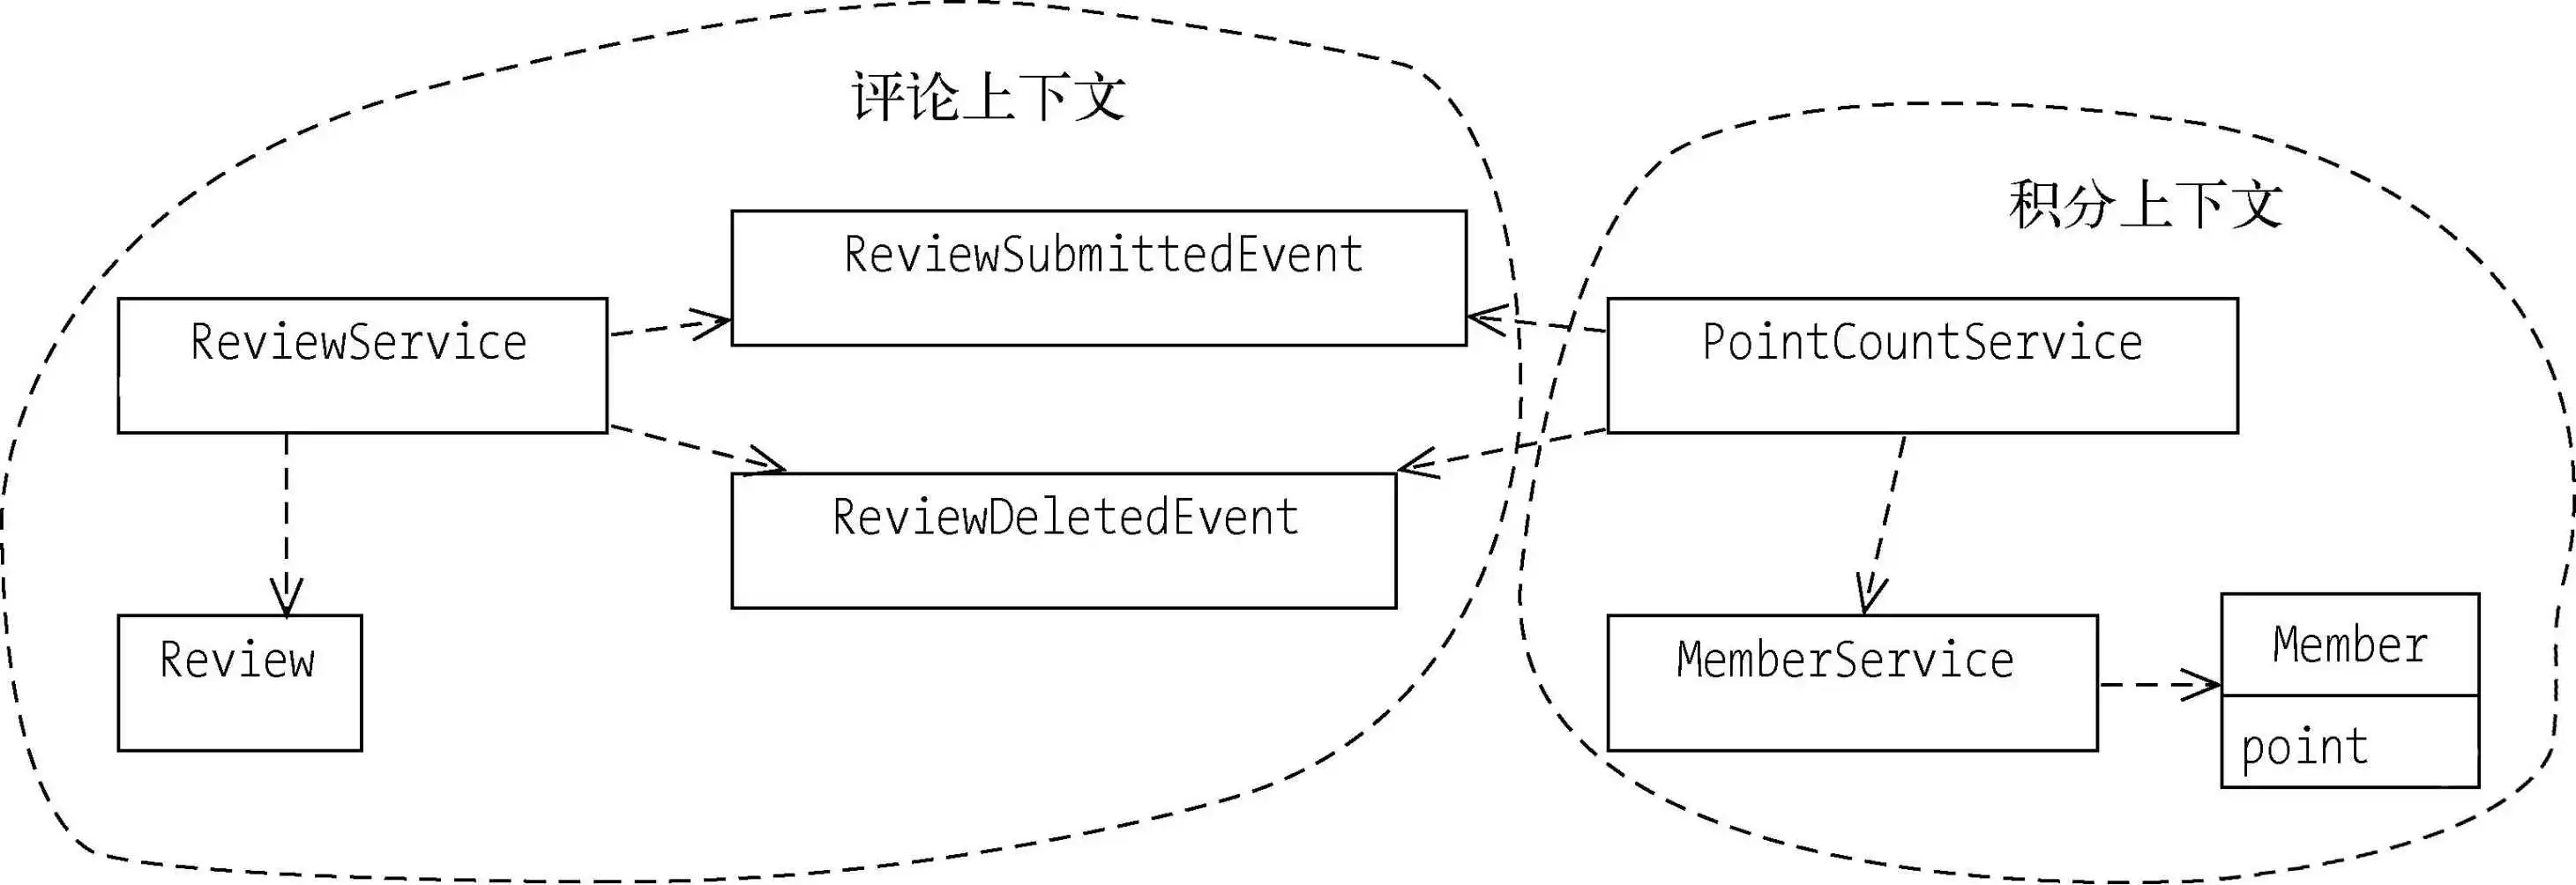 评论上下文
积分上下文
ReviewSubmittedEvent
ReviewService
PointCountService
ReviewDeletedEvent
Review
MemberService
Member
point